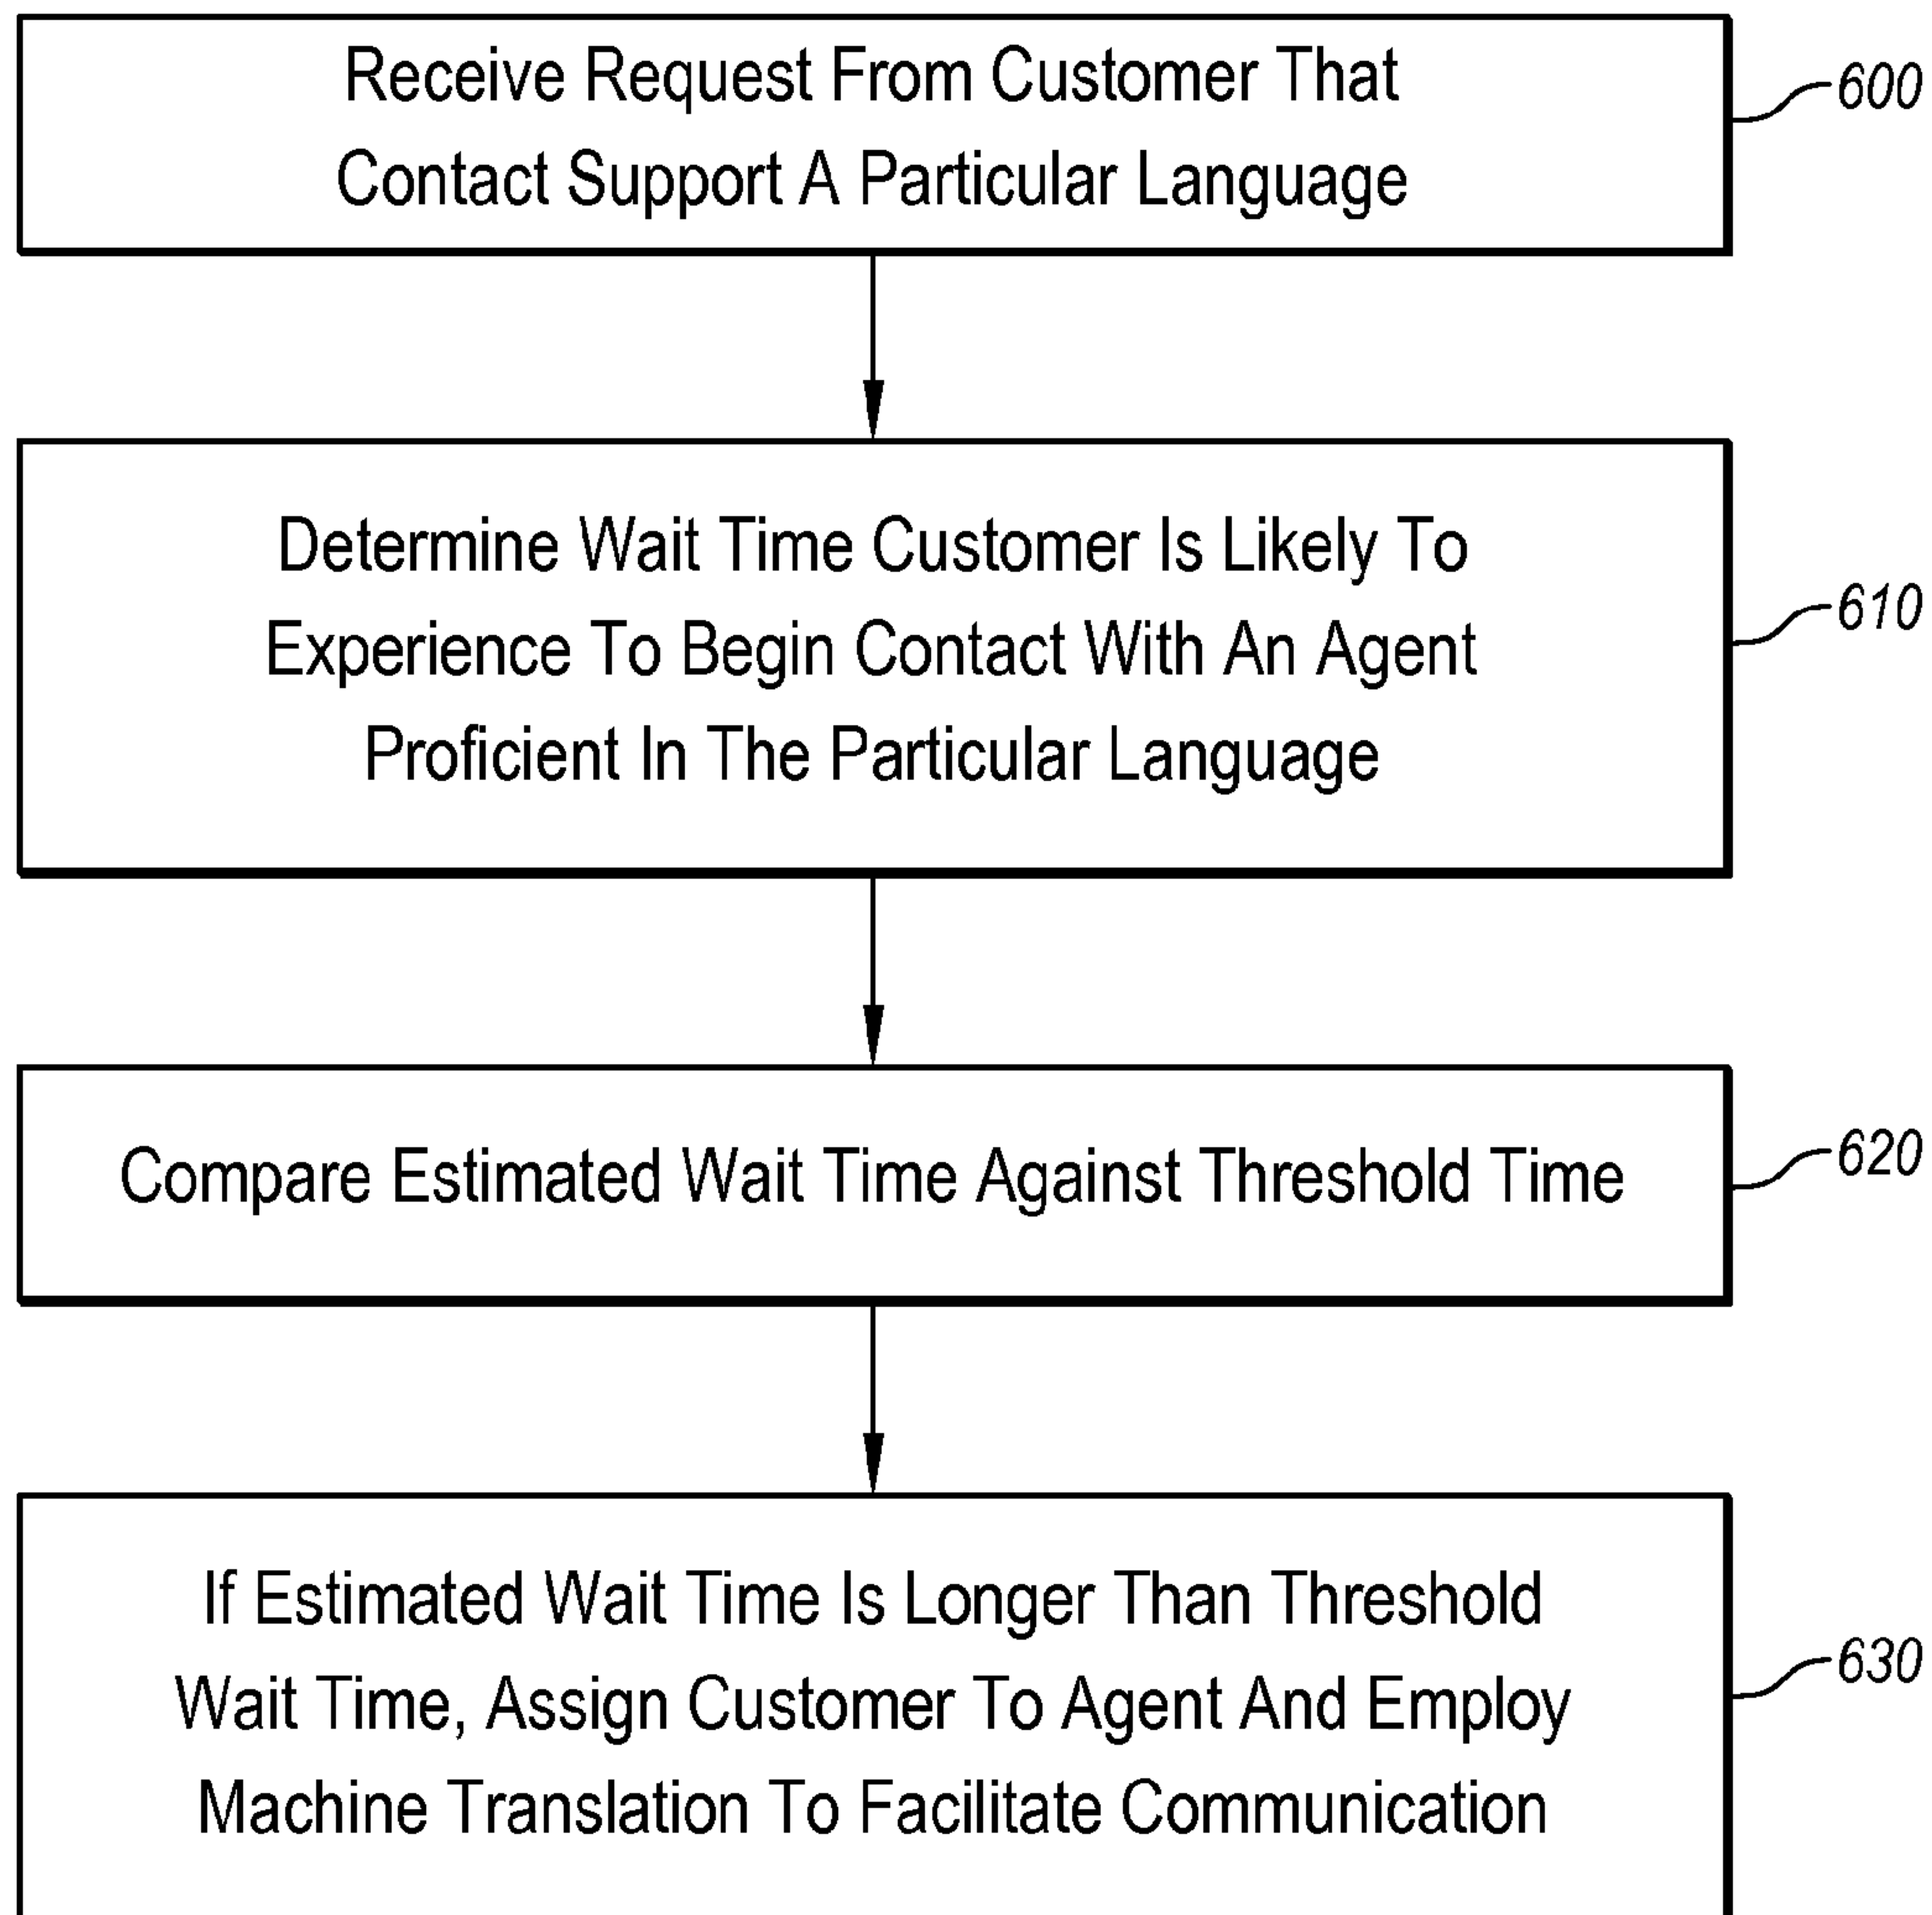 Receive Request From Customer That
Contact Support A Particular Language
600
Determine Wait Time Customer Is Likely To
Experience To Begin Contact With An Agent
Proficient In The Particular Language
610
Compare Estimated Wait Time Against Threshold Time
620
If Estimated Wait Time Is Longer Than Threshold
Wait Time, Assign Customer To Agent And Employ
Machine Translation To Facilitate Communication
630